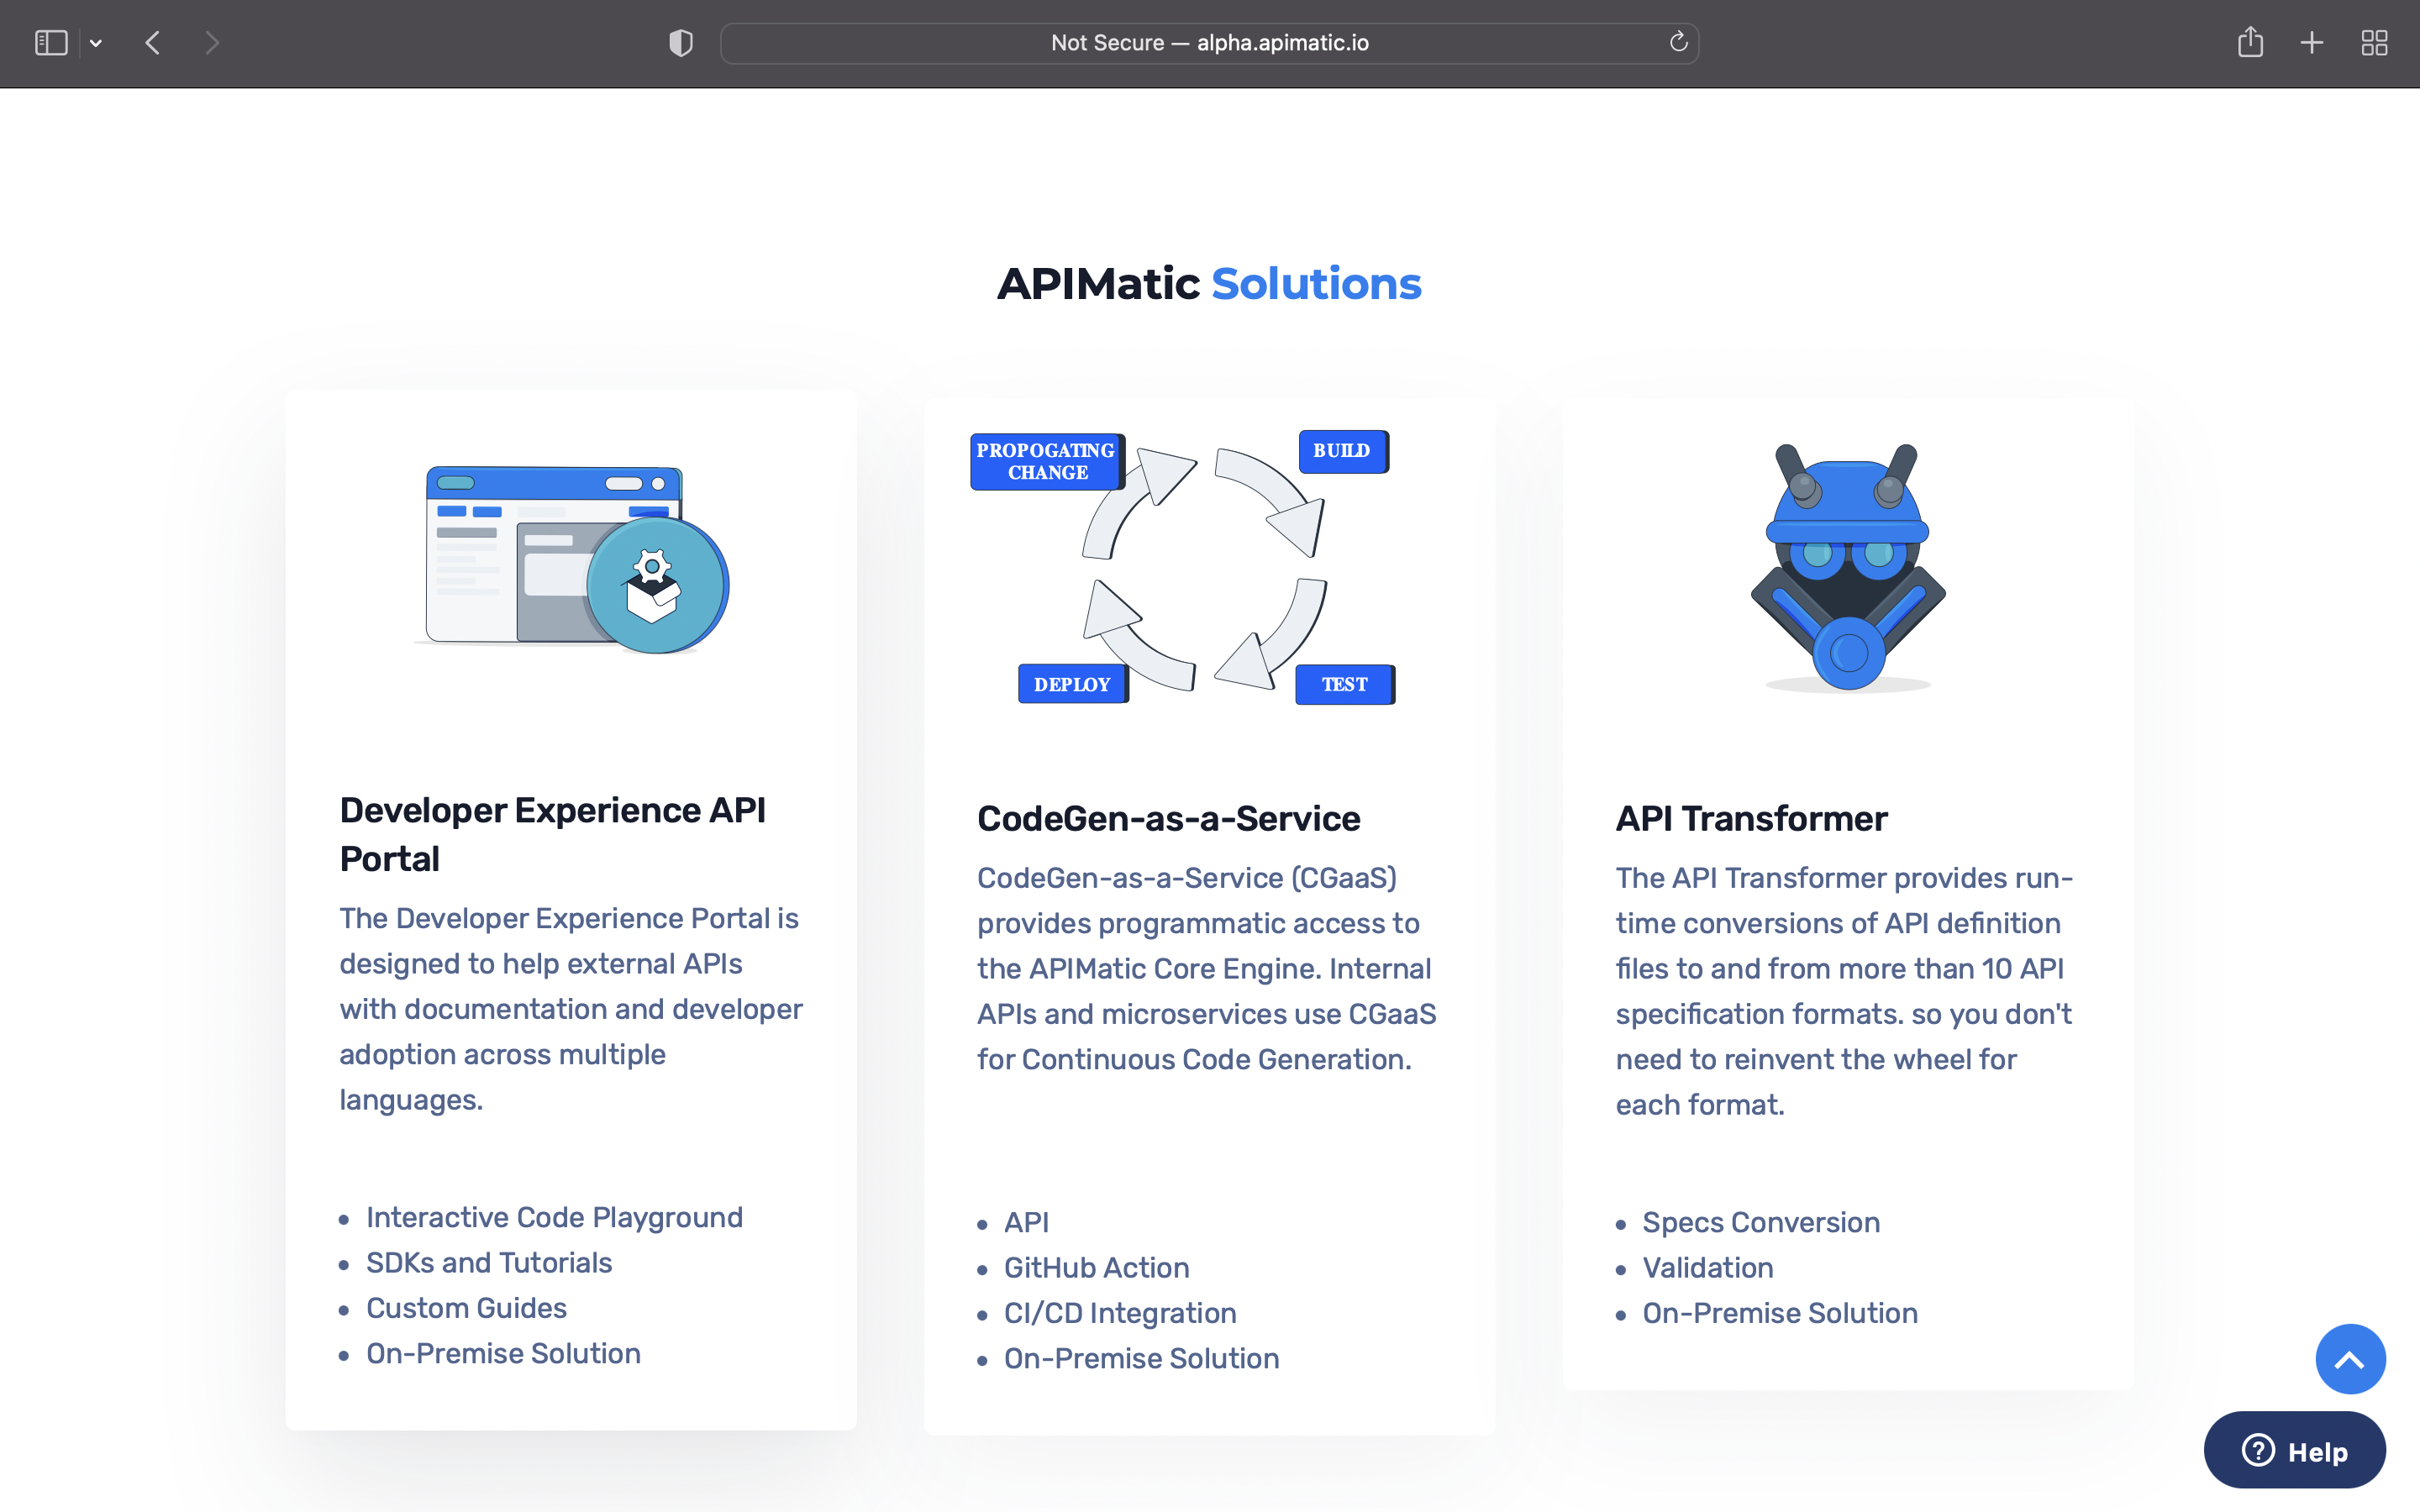 Not Secure — alpha.apimatic.io
APIMatic Solutions
Developer Experience API
Portal
The Developer Experience Portal is
designed to help external APIs
with documentation and developer
adoption across multiple
languages.
Interactive Code Playground
SDKs and Tutorials
Custom Guides
On-Premise Solution
PROPOGATING
CHANGE
BUILD
DEPLOY
TEST
CodeGen-as-a-Service
CodeGen-as-a-Service (CGaaS)
provides programmatic access to
the APIMatic Core Engine. Internal
APIs and microservices use CGaaS
for Continuous Code Generation.
API
GitHub Action
CI/CD Integration
On-Premise Solution
API Transformer
The API Transformer provides run-
time conversions of API definition
files to and from more than 10 API
specification formats. so you don't
need to reinvent the wheel for
each format.
Specs Conversion
Validation
On-Premise Solution
? Help